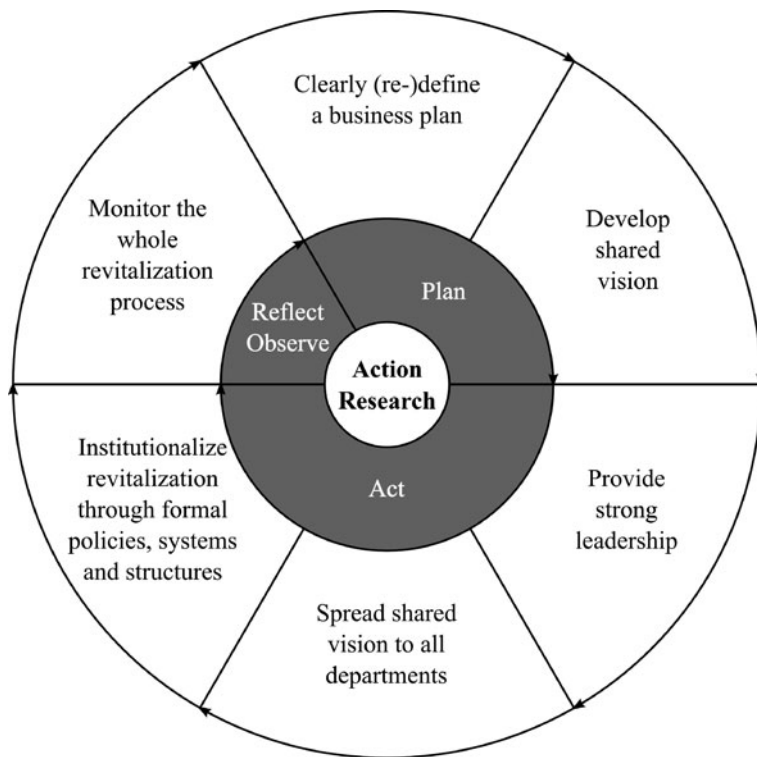 Clearly (re-)define
a business plan
Develop
shared
vision
Provide
strong
leadership
Spread shared
vision to all
departments
Institutionalize
revitalization
through formal
policies, systems
and structures
Monitor the
whole
revitalization
process
Plan
Act
Reflect
Observe
Action
Research